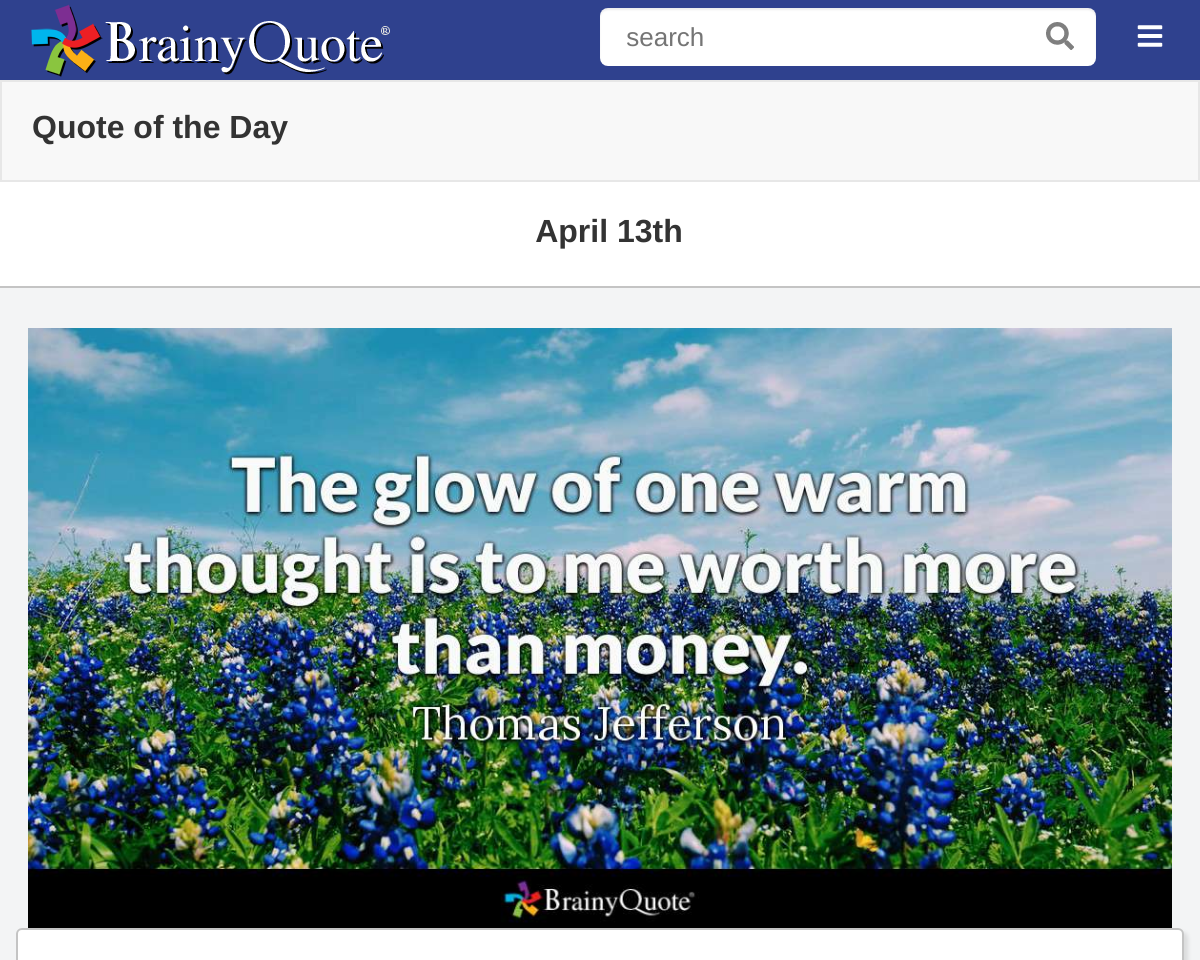 BrainyQuote®
search
Quote of the Day
April 13th
The glow of one warm
thought is to me worth more
than money.
Thomas Jefferson
BrainyQuote®